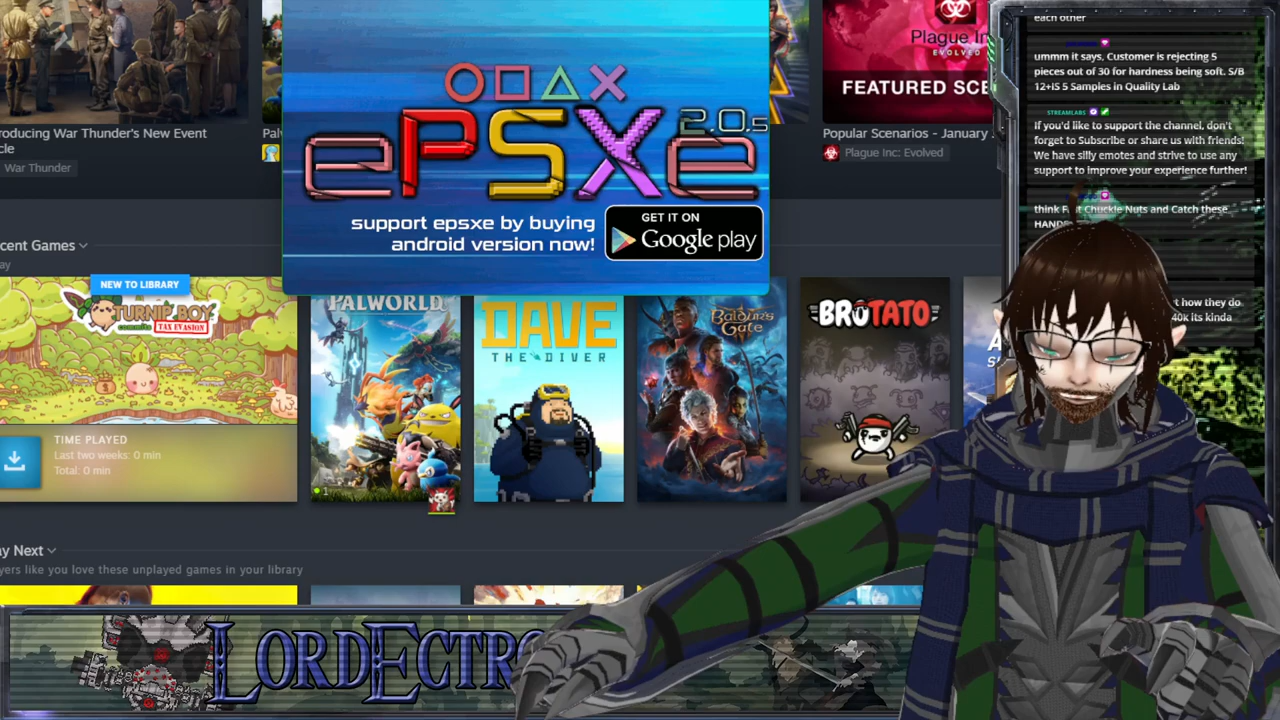 roducing War Thunder's New Event
cle
War Thunder
Pal
ePSXe 2.0.5
support epsxe by buying
android version now!
GET IT ON
Google play
Plague In
EVOLVED
FEATURED SCE
Popular Scenarios - January
Plague Inc: Evolved
cent Games
ay
NEW TO LIBRARY
TURNIP BOY
commits TAX EVASION
TIME PLAYED
Last two weeks: 0 min
Total: 0 min
PALWORLD
1
DAVE
THE DIVER
Baldur's
Gate
BROTATO
A
S
ay Next
yers like you love these unplayed games in your library
LORDECTRO
each other
ummm it says, Customer is rejecting 5
pieces out of 30 for hardness being soft. S/B
12+IS 5 Samples in Quality Lab
STREAMLABS
If you'd like to support the channel, don't
forget to Subscribe or share us with friends!
We have silly emotes and strive to use any
support to improve your experience further!
think F st Chuckle Nuts and Catch these
HAND
t how they do
40k its kinda